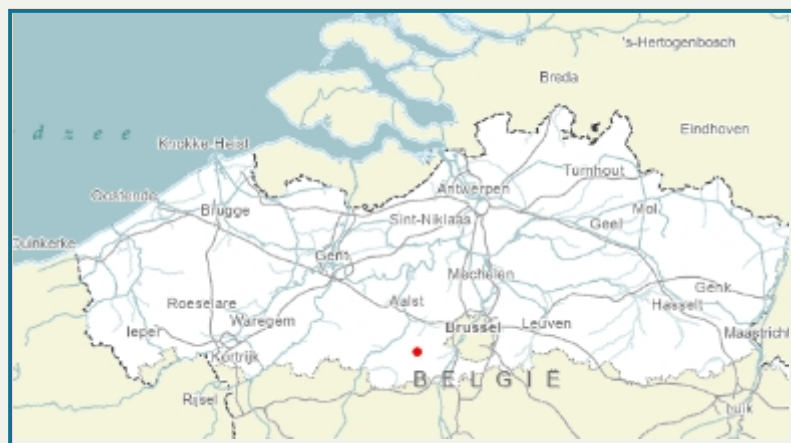 's-Hertogenbosch
Breda
d z e e
Eindhoven
Knokke-Heist
Turnhout
Antwerpen
Oostende
Mol
Brugge
Sint-Niklaas
Geel
Duinkerke
Gent
Mechelen
Genk
Roeselare
Aalst
Hasselt
Waregem
Brussel
Leuven
Ieper
Maastricht
Kortrijk
BELGIË
Rijsel
Luik